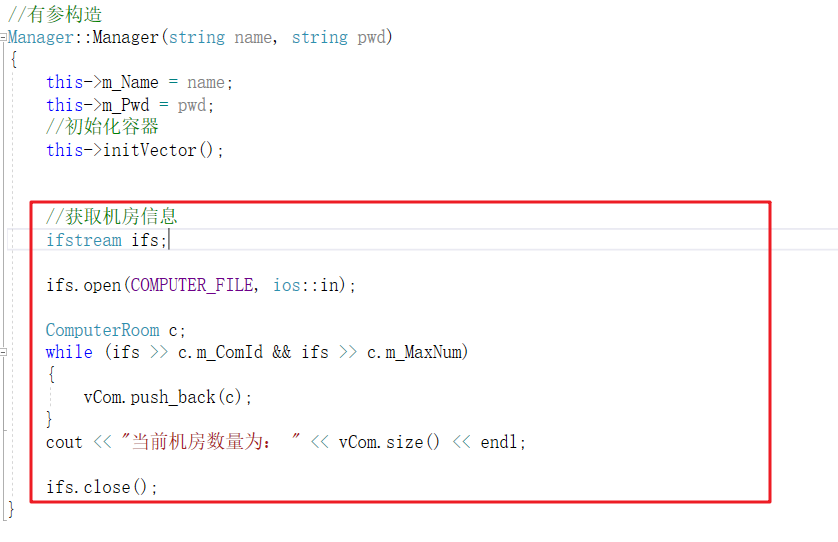 //有参构造
Manager::Manager(string name, string pwd)
{
this->m_Name = name;
this->m_Pwd = pwd;
//初始化容器
this->initVector();
//获取机房信息
ifstream ifs;
ifs.open(COMPUTER_FILE, ios::in);
ComputerRoom c;
while (ifs >> c.m_ComId && ifs >> c.m_MaxNum)
{
vCom.push_back(c);
}
cout << "当前机房数量为： " << vCom.size() << endl;
ifs.close();
}